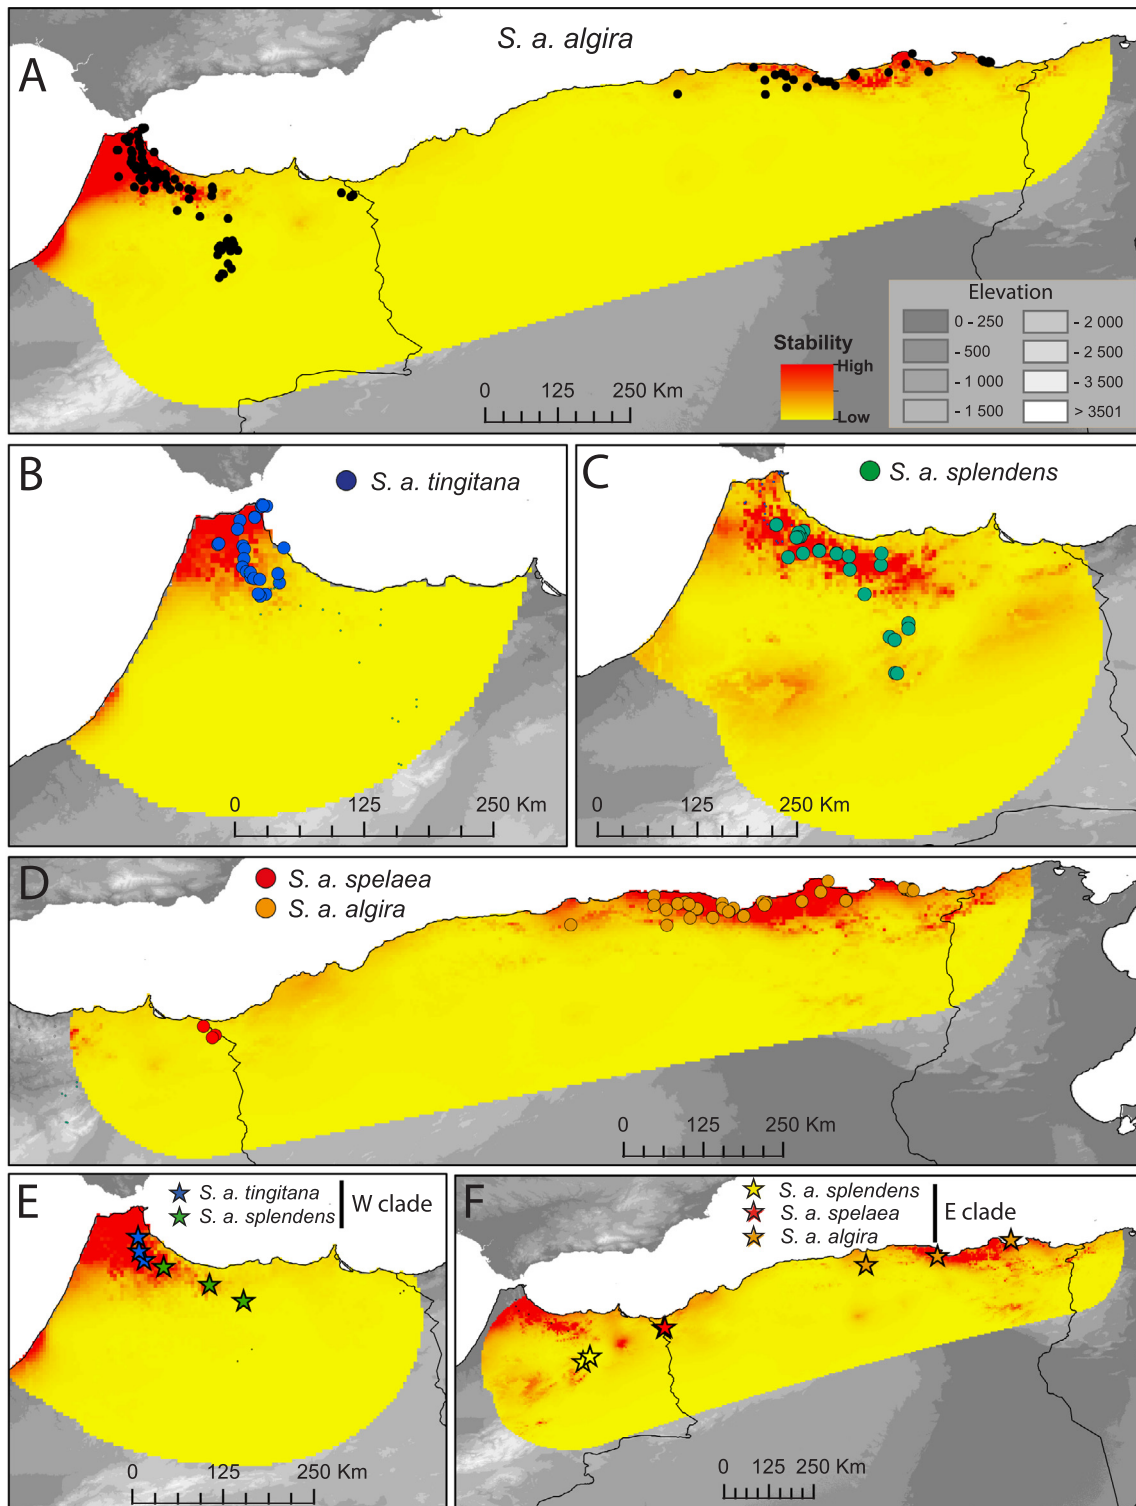 A
S. a. algira
Elevation
0 - 250
- 2 000
- 500
- 2 500
- 1 000
- 3 500
- 1 500
> 3501
Stability
High
Low
0 125 250 Km
B
S. a. tingitana
0 125 250 Km
C
S. a. splendens
0 125 250 Km
D
S. a. spelaea
S. a. algira
0 125 250 Km
E
S. a. tingitana
S. a. splendens
W clade
0 125 250 Km
F
S. a. splendens
S. a. spelaea
S. a. algira
E clade
0 125 250 Km